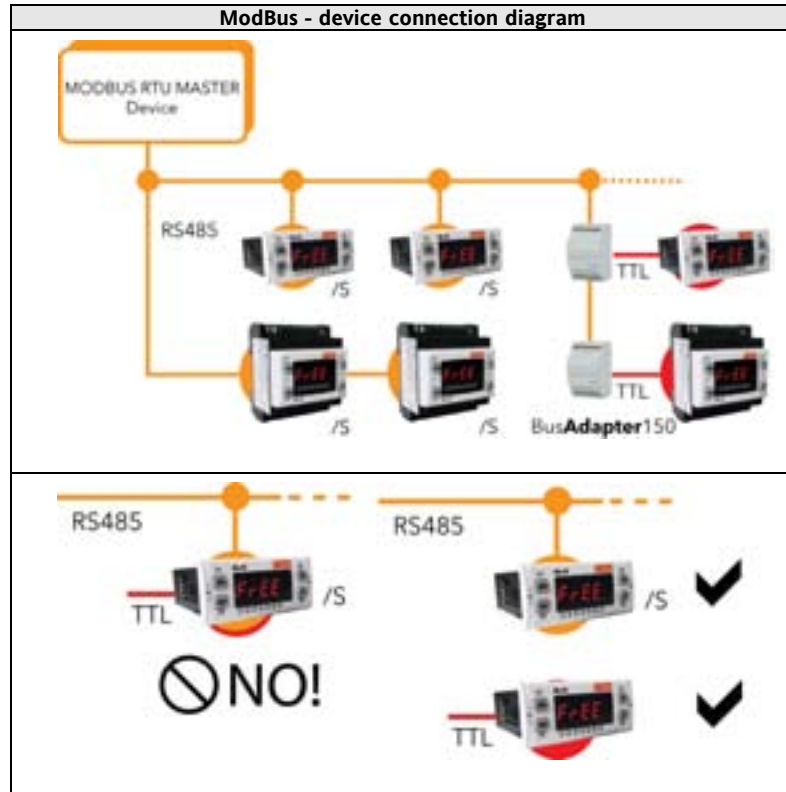 ModBus - device connection diagram
MODBUS RTU MASTER
Device
RS485
FrEE
/S
FrEE
/S
TTL
FrEE
FrEE
/S
FrEE
/S
TTL
FrEE
BusAdapter150
RS485
TTL
FrEE
/S
NO!
RS485
FrEE
/S
TTL
FrEE